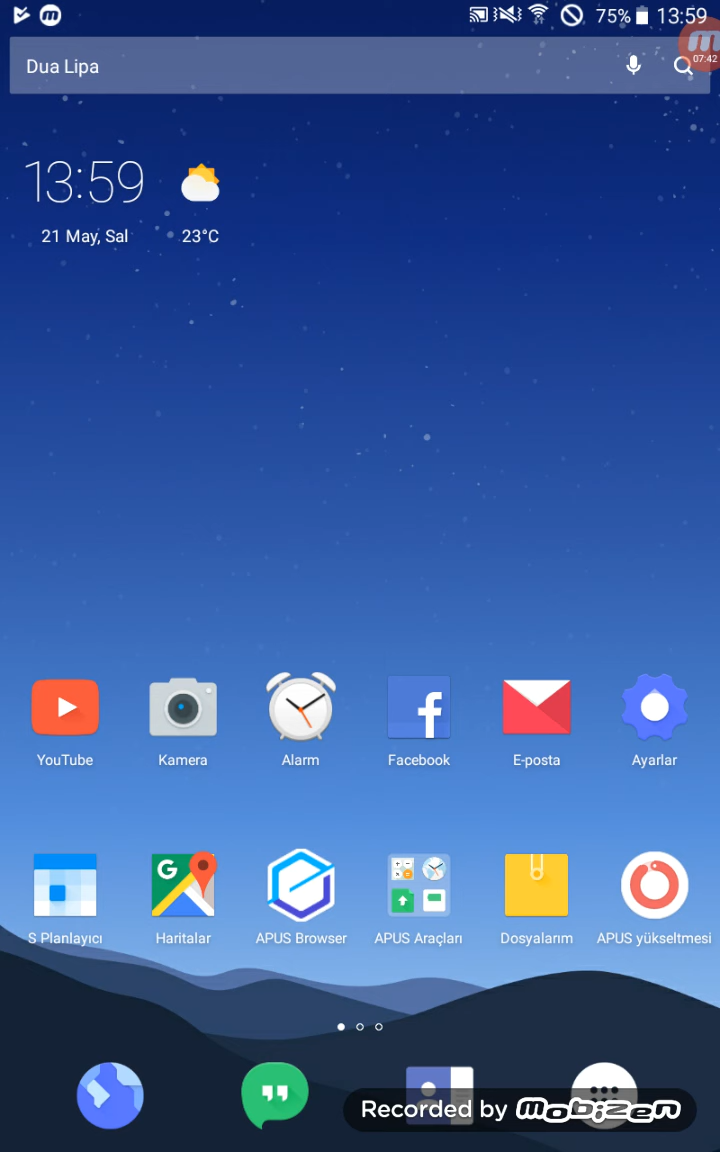 75% 13:59
07:42
Dua Lipa
13:59
21 May, Sal 23°C
YouTube Kamera Alarm Facebook E-posta Ayarlar
G
S Planlayıcı Haritalar APUS Browser APUS Araçları Dosyalarım APUS yükseltmesi
Recorded by mobizen